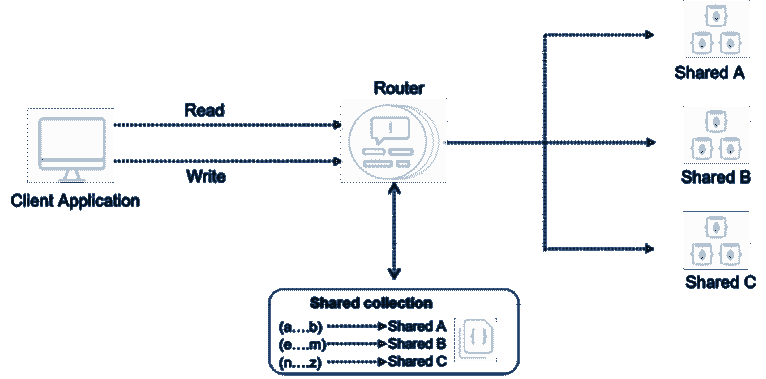 Shared A
Router
Read
Write
Client Application
Shared B
Shared C
Shared collection
(a....b) Shared A
(e....m) Shared B
(n....z) Shared C